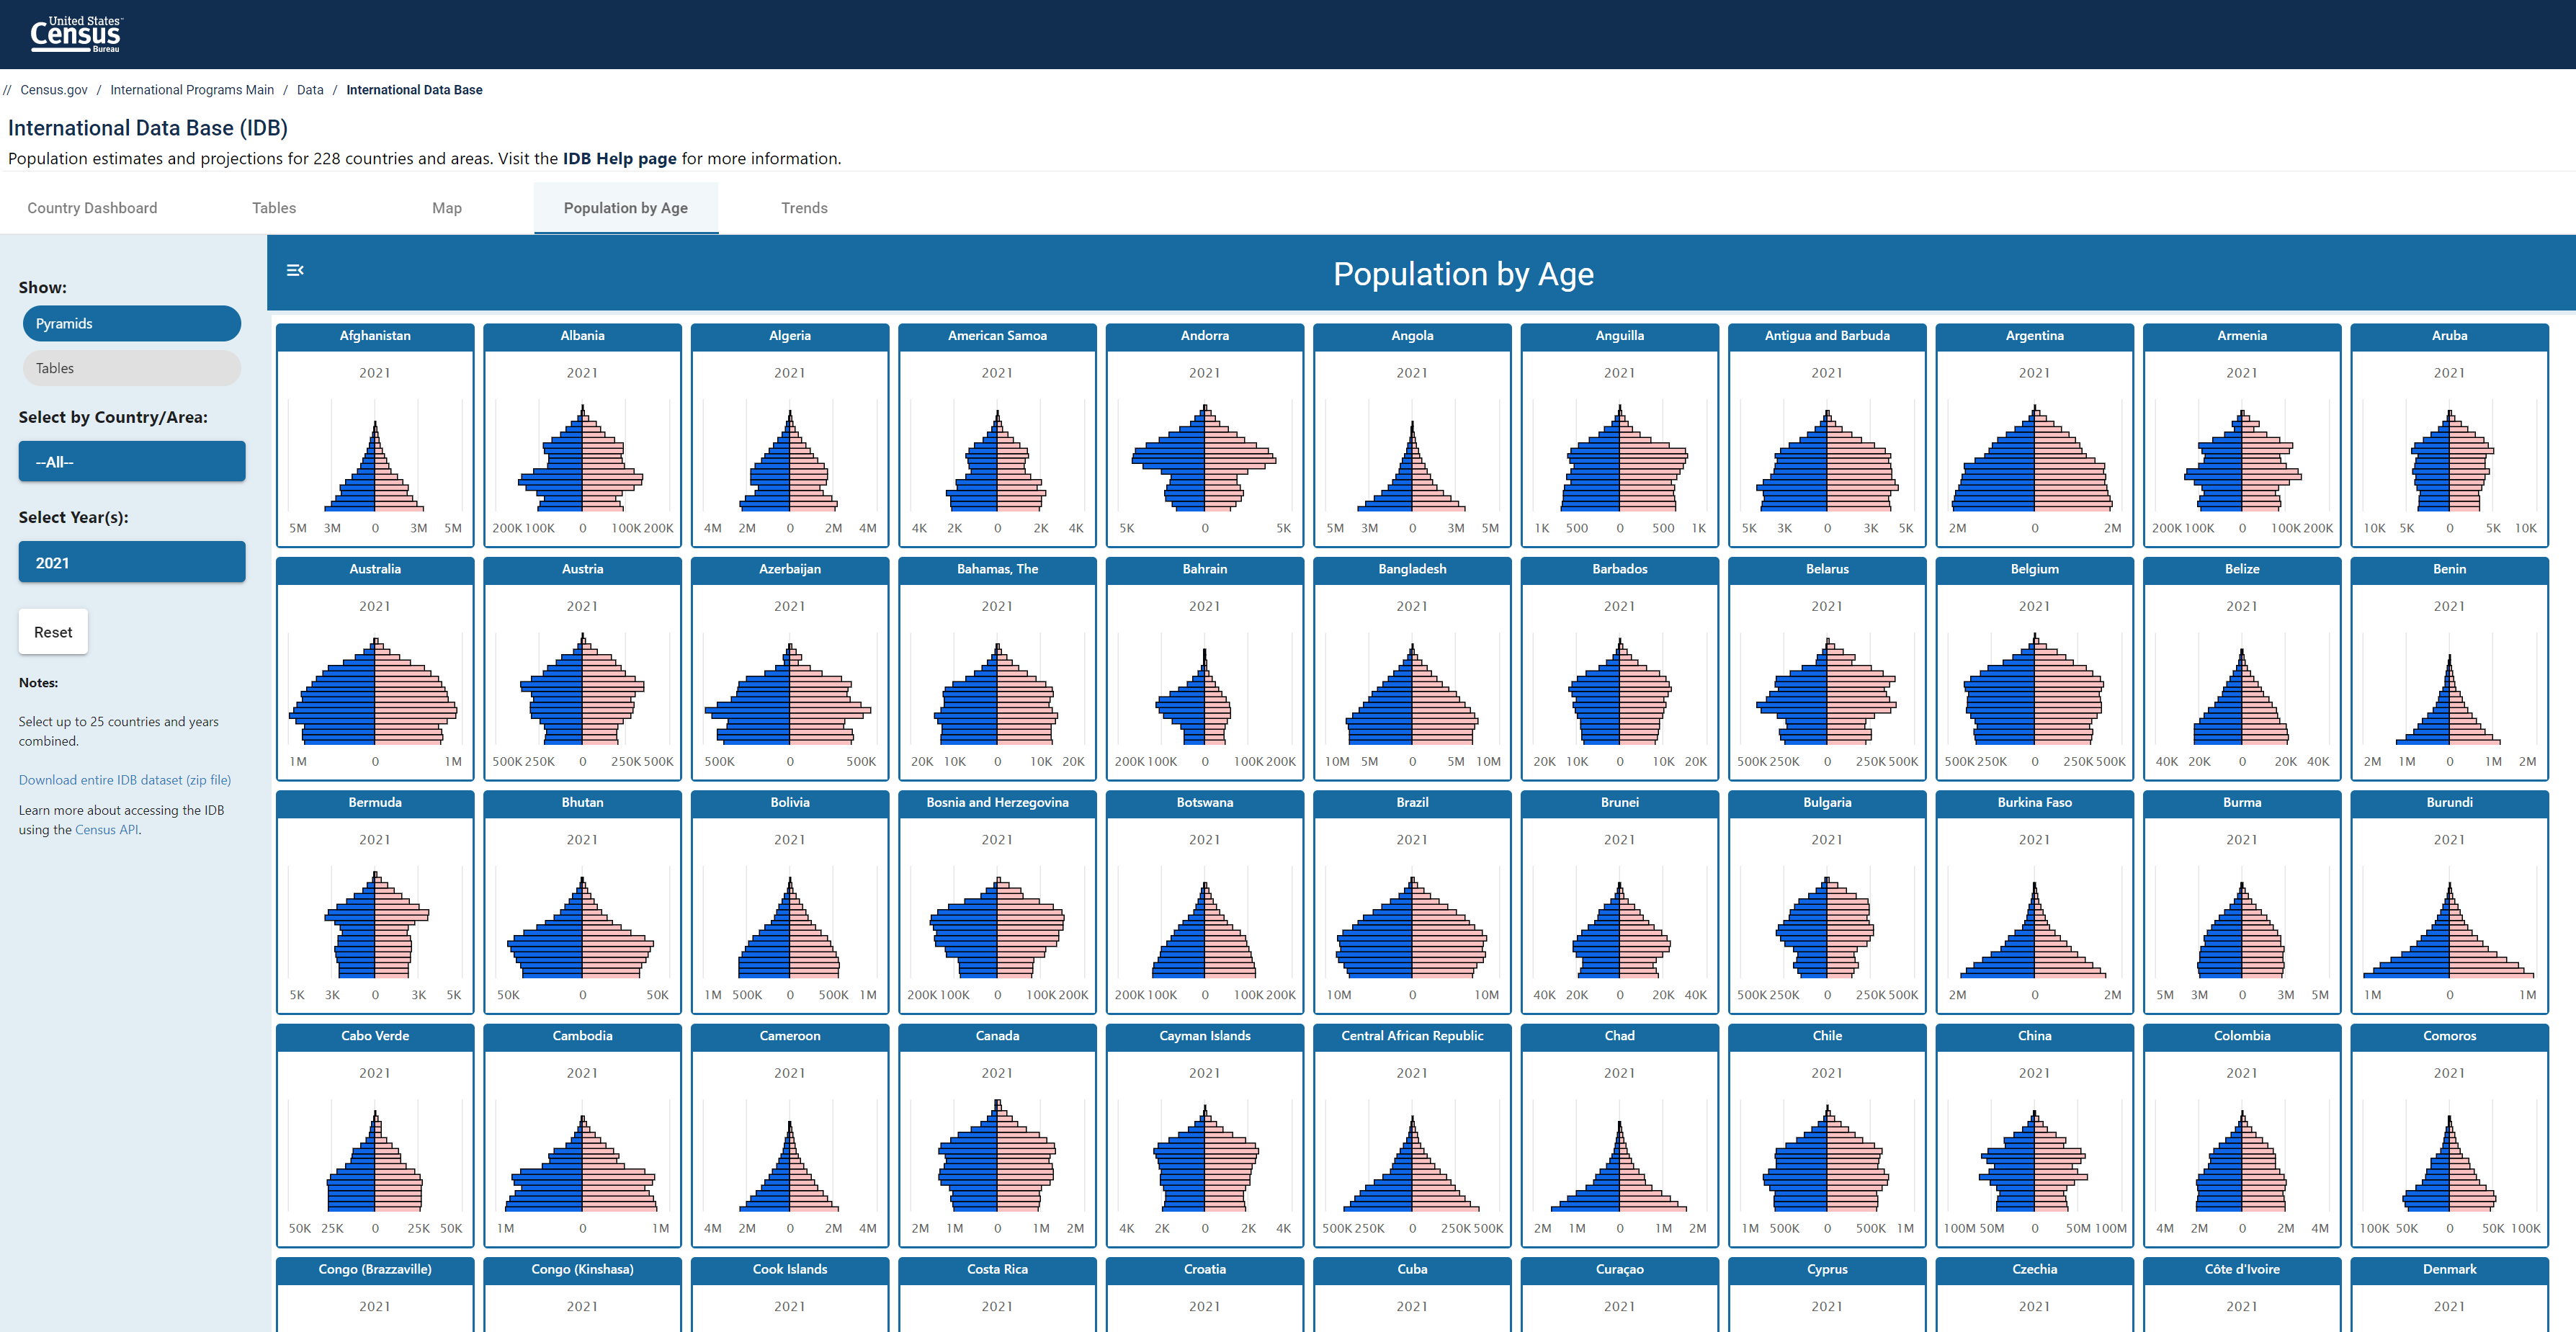 United States™
Census
Bureau
// Census.gov / International Programs Main / Data / International Data Base
International Data Base (IDB)
Population estimates and projections for 228 countries and areas. Visit the IDB Help page for more information.
Country Dashboard Tables Map Population by Age Trends
Show:
Pyramids
Tables
Select by Country/Area:
--All--
Select Year(s):
2021
Reset
Notes:
Select up to 25 countries and years
combined.
Download entire IDB dataset (zip file)
Learn more about accessing the IDB
using the Census API.
Population by Age
Afghanistan Albania Algeria American Samoa Andorra Angola Anguilla Antigua and Barbuda Argentina Armenia Aruba
2021 2021 2021 2021 2021 2021 2021 2021 2021 2021 2021
5M 3M 0 3M 5M 200K 100K 0 100K 200K 4M 2M 0 2M 4M 4K 2K 0 2K 4K 5K 0 5K 5M 3M 0 3M 5M 1K 500 0 500 1K 5K 3K 0 3K 5K 2M 0 2M 200K 100K 0 100K 200K 10K 5K 0 5K 10K
Australia Austria Azerbaijan Bahamas, The Bahrain Bangladesh Barbados Belarus Belgium Belize Benin
2021 2021 2021 2021 2021 2021 2021 2021 2021 2021 2021
1M 0 1M 500K 250K 0 250K 500K 500K 0 500K 20K 10K 0 10K 20K 200K 100K 0 100K 200K 10M 5M 0 5M 10M 20K 10K 0 10K 20K 500K 250K 0 250K 500K 500K 250K 0 250K 500K 40K 20K 0 20K 40K 2M 1M 0 1M 2M
Bermuda Bhutan Bolivia Bosnia and Herzegovina Botswana Brazil Brunei Bulgaria Burkina Faso Burma Burundi
2021 2021 2021 2021 2021 2021 2021 2021 2021 2021 2021
5K 3K 0 3K 5K 50K 0 50K 1M 500K 0 500K 1M 200K 100K 0 100K 200K 200K 100K 0 100K 200K 10M 0 10M 40K 20K 0 20K 40K 500K 250K 0 250K 500K 2M 0 2M 5M 3M 0 3M 5M 1M 0 1M
Cabo Verde Cambodia Cameroon Canada Cayman Islands Central African Republic Chad Chile China Colombia Comoros
2021 2021 2021 2021 2021 2021 2021 2021 2021 2021 2021
50K 25K 0 25K 50K 1M 0 1M 4M 2M 0 2M 4M 2M 1M 0 1M 2M 4K 2K 0 2K 4K 500K 250K 0 250K 500K 2M 1M 0 1M 2M 1M 500K 0 500K 1M 100M 50M 0 50M 100M 4M 2M 0 2M 4M 100K 50K 0 50K 100K
Congo (Brazzaville) Congo (Kinshasa) Cook Islands Costa Rica Croatia Cuba Curaçao Cyprus Czechia Côte d'Ivoire Denmark
2021 2021 2021 2021 2021 2021 2021 2021 2021 2021 2021